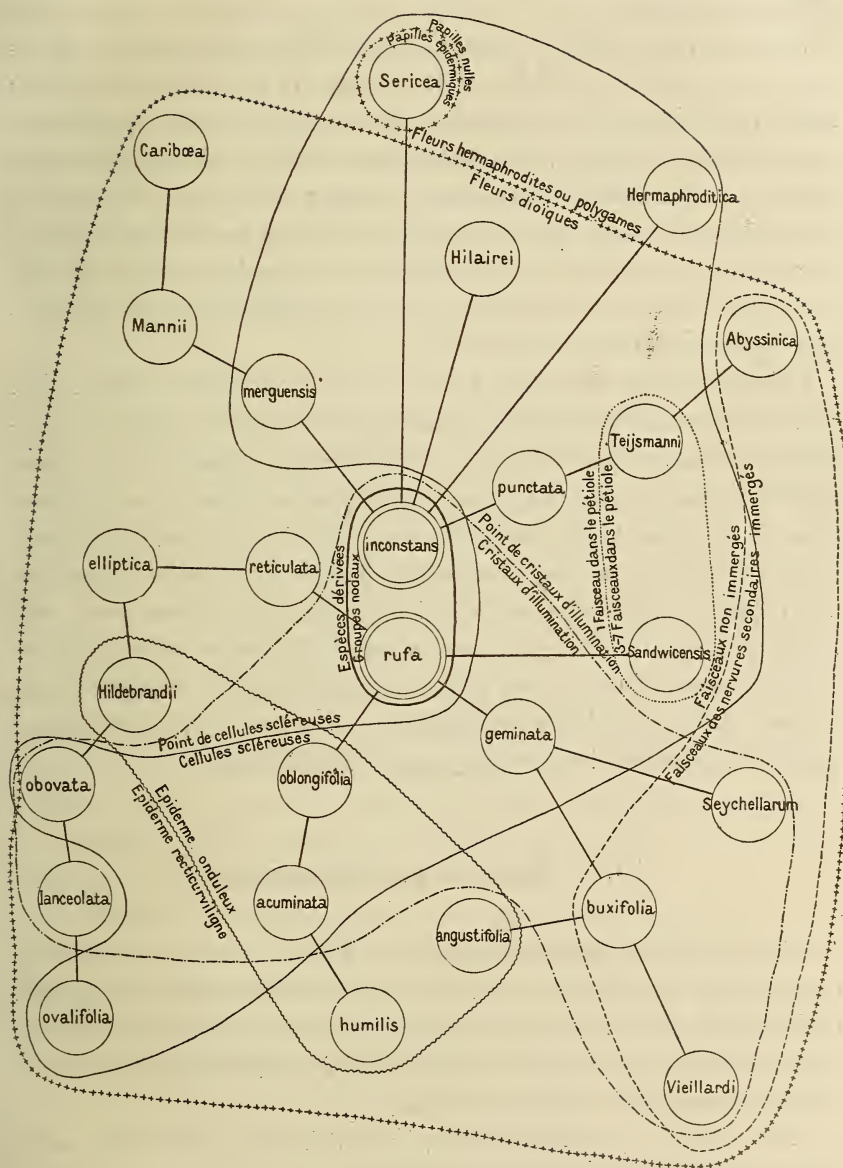 Papilles nulles
Papilles épidermiques
Sericea
Cariboea
Fleurs hermaphrodites ou polygames
Fleurs dioïques
Hermaphroditica
Hilairei
Mannii
Abyssinica
merguensis
Teijsmanni
punctata
1 Faisceau dans le pétiole
3-7 Faisceaux dans le pétiole
Point de cristaux d'illumination
Cristaux d'illumination
inconstans
elliptica
reticulata
Espèces dérivées
Groupes nodaux
rufa
Sandwicensis
Faisceaux non immergés
Faisceaux des nervures secondaires immergés
Hildebrandji
Point de cellules scléreuses
Cellules scléreuses
geminata
obovata
oblongifolia
Seychellarum
Epiderme onduleux
Epiderme recticurviligne
lanceolata
acuminata
buxifolia
angustifolia
ovalifolia
humilis
Vieillardi